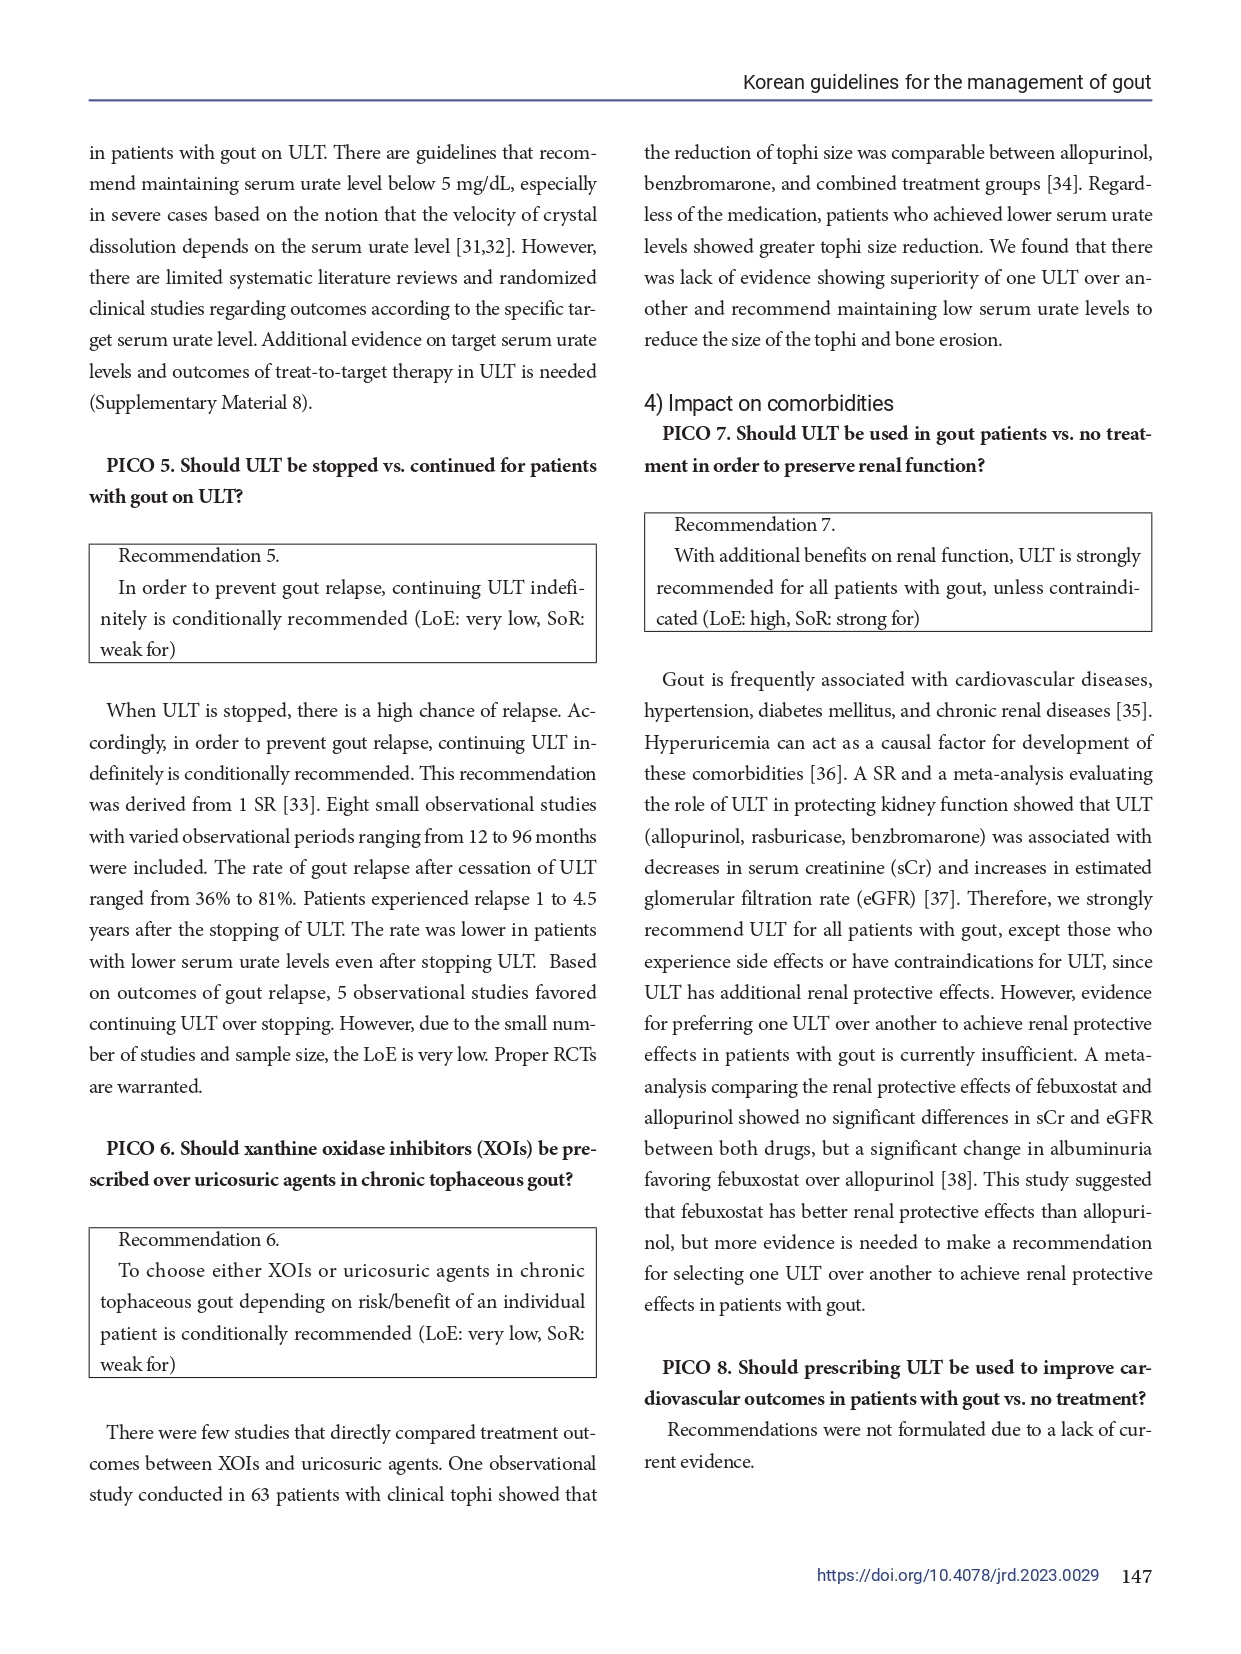 Korean guidelines for the management of gout
in patients with gout on ULT. There are guidelines that recom-
mend maintaining serum urate level below 5 mg/dL, especially
in severe cases based on the notion that the velocity of crystal
dissolution depends on the serum urate level [31,32]. However,
there are limited systematic literature reviews and randomized
clinical studies regarding outcomes according to the specific tar-
get serum urate level. Additional evidence on target serum urate
levels and outcomes of treat-to-target therapy in ULT is needed
(Supplementary Material 8).
PICO 5. Should ULT be stopped vs. continued for patients
with gout on ULT?
Recommendation 5.
In order to prevent gout relapse, continuing ULT indefi-
nitely is conditionally recommended (LoE: very low, SoR:
weak for)
When ULT is stopped, there is a high chance of relapse. Ac-
cordingly, in order to prevent gout relapse, continuing ULT in-
definitely is conditionally recommended. This recommendation
was derived from 1 SR [33]. Eight small observational studies
with varied observational periods ranging from 12 to 96 months
were included. The rate of gout relapse after cessation of ULT
ranged from 36% to 81%. Patients experienced relapse 1 to 4.5
years after the stopping of ULT. The rate was lower in patients
with lower serum urate levels even after stopping ULT. Based
on outcomes of gout relapse, 5 observational studies favored
continuing ULT over stopping. However, due to the small num-
ber of studies and sample size, the LoE is very low. Proper RCTs
are warranted.
PICO 6. Should xanthine oxidase inhibitors (XOIs) be pre-
scribed over uricosuric agents in chronic tophaceous gout?
Recommendation 6.
To choose either XOIs or uricosuric agents in chronic
tophaceous gout depending on risk/benefit of an individual
patient is conditionally recommended (LoE: very low, SoR:
weak for)
There were few studies that directly compared treatment out-
comes between XOIs and uricosuric agents. One observational
study conducted in 63 patients with clinical tophi showed that
the reduction of tophi size was comparable between allopurinol,
benzbromarone, and combined treatment groups [34]. Regard-
less of the medication, patients who achieved lower serum urate
levels showed greater tophi size reduction. We found that there
was lack of evidence showing superiority of one ULT over an-
other and recommend maintaining low serum urate levels to
reduce the size of the tophi and bone erosion.
4) Impact on comorbidities
PICO 7. Should ULT be used in gout patients vs. no treat-
ment in order to preserve renal function?
Recommendation 7.
With additional benefits on renal function, ULT is strongly
recommended for all patients with gout, unless contraindi-
cated (LoE: high, SoR: strong for)
Gout is frequently associated with cardiovascular diseases,
hypertension, diabetes mellitus, and chronic renal diseases [35].
Hyperuricemia can act as a causal factor for development of
these comorbidities [36]. A SR and a meta-analysis evaluating
the role of ULT in protecting kidney function showed that ULT
(allopurinol, rasburicase, benzbromarone) was associated with
decreases in serum creatinine (sCr) and increases in estimated
glomerular filtration rate (eGFR) [37]. Therefore, we strongly
recommend ULT for all patients with gout, except those who
experience side effects or have contraindications for ULT, since
ULT has additional renal protective effects. However, evidence
for preferring one ULT over another to achieve renal protective
effects in patients with gout is currently insufficient. A meta-
analysis comparing the renal protective effects of febuxostat and
allopurinol showed no significant differences in sCr and eGFR
between both drugs, but a significant change in albuminuria
favoring febuxostat over allopurinol [38]. This study suggested
that febuxostat has better renal protective effects than allopuri-
nol, but more evidence is needed to make a recommendation
for selecting one ULT over another to achieve renal protective
effects in patients with gout.
PICO 8. Should prescribing ULT be used to improve car-
diovascular outcomes in patients with gout vs. no treatment?
Recommendations were not formulated due to a lack of cur-
rent evidence.
https://doi.org/10.4078/jrd.2023.0029 147